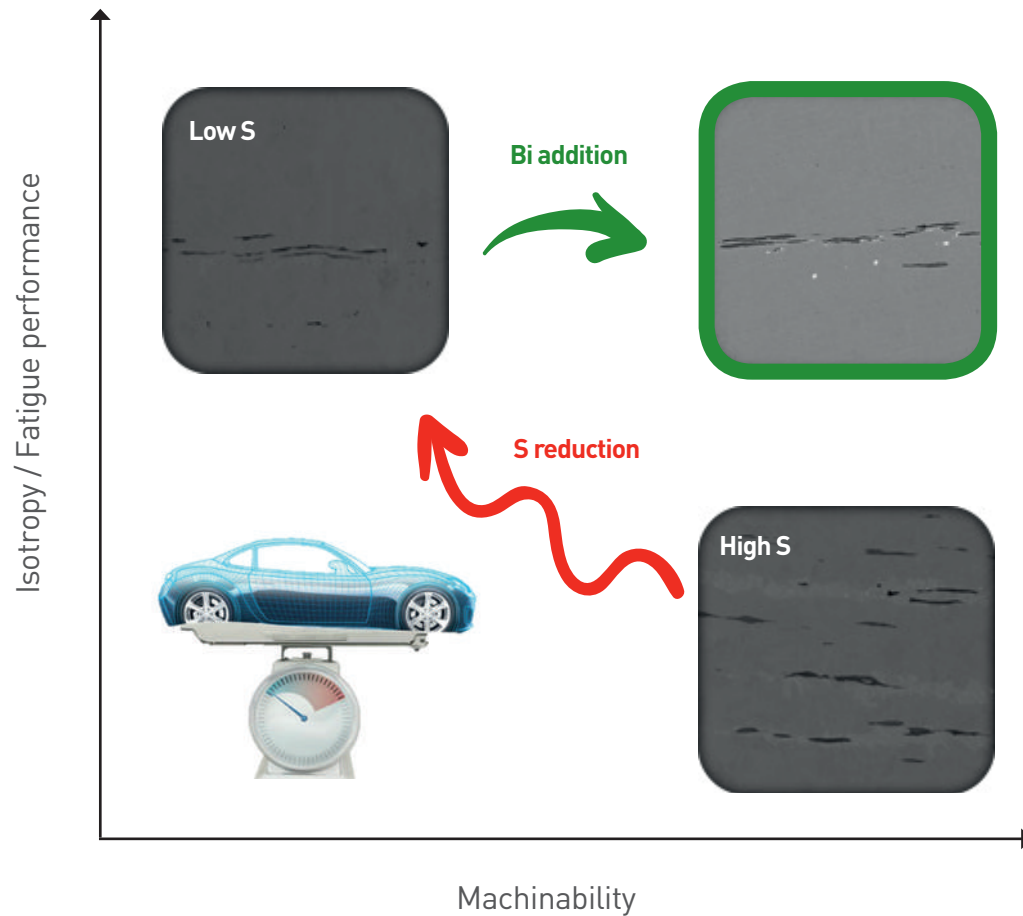 Low S
Bi addition
Isotropy / Fatigue performance
S reduction
High S
Machinability